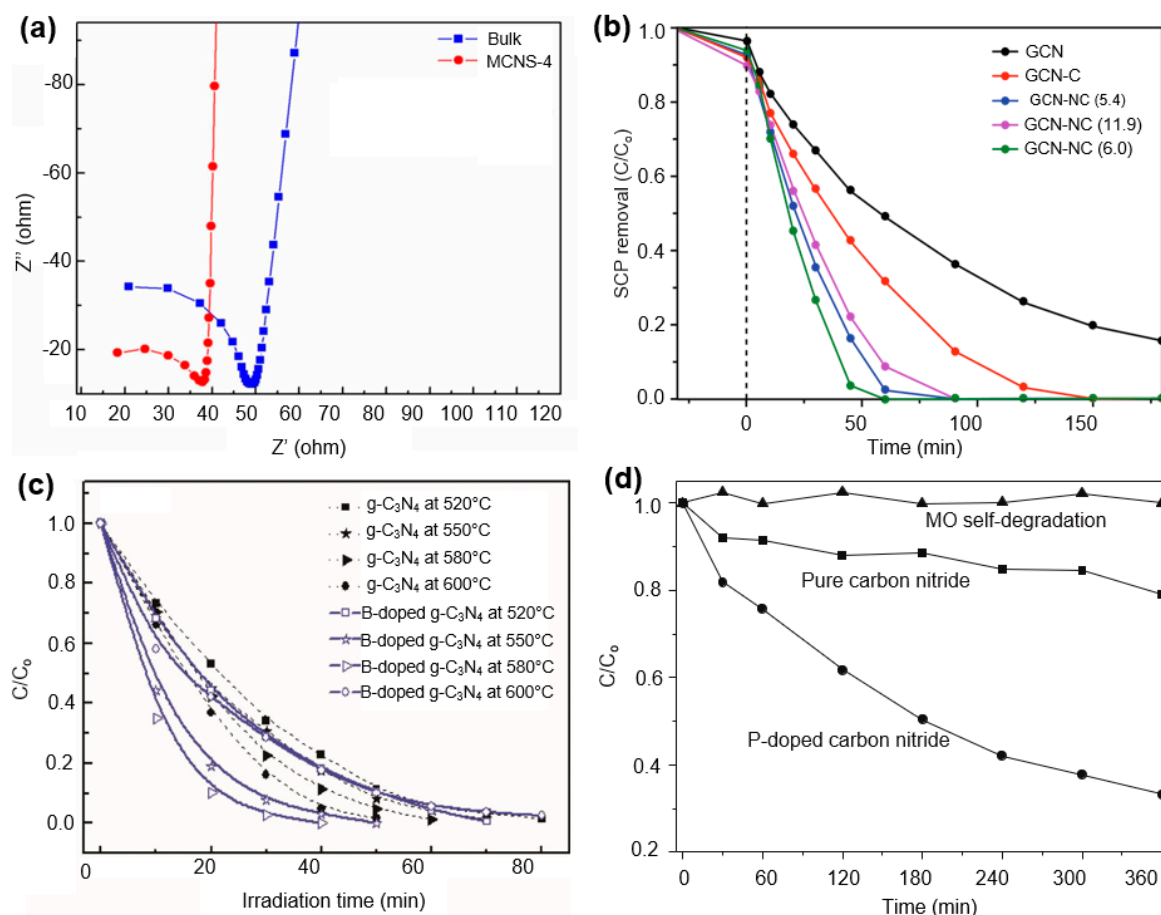 (a)
Bulk
MCNS-4
-80
-60
-40
-20
Z'' (ohm)
10 20 30 40 50 60 70 80 90 100 110 120
Z' (ohm)
(b)
GCN
GCN-C
GCN-NC (5.4)
GCN-NC (11.9)
GCN-NC (6.0)
1.0
0.8
0.6
0.4
0.2
0.0
SCP removal (C/Co)
0 50 100 150
Time (min)
(c)
g-C₃N₄ at 520°C
g-C₃N₄ at 550°C
g-C₃N₄ at 580°C
g-C₃N₄ at 600°C
B-doped g-C₃N₄ at 520°C
B-doped g-C₃N₄ at 550°C
B-doped g-C₃N₄ at 580°C
B-doped g-C₃N₄ at 600°C
1.0
0.8
0.6
0.4
0.2
0.0
C/Co
0 20 40 60 80
Irradiation time (min)
(d)
MO self-degradation
Pure carbon nitride
P-doped carbon nitride
1.0
0.8
0.6
0.4
0.2
C/Co
0 60 120 180 240 300 360
Time (min)